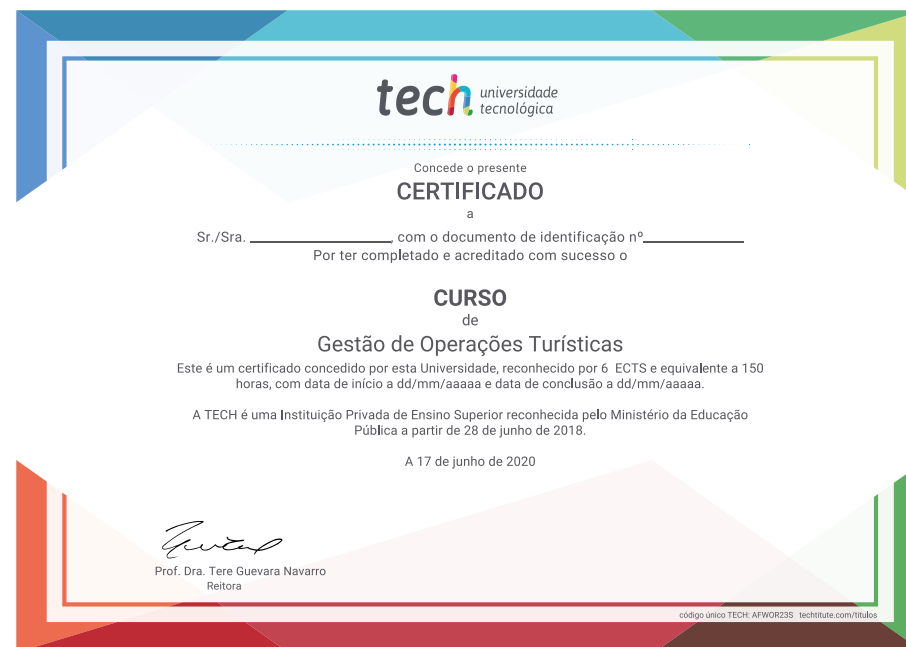 tech universidade
tecnológica
Concede o presente
CERTIFICADO
a
Sr./Sra. , com o documento de identificação nº
Por ter completado e acreditado com sucesso o
CURSO
de
Gestão de Operações Turísticas
Este é um certificado concedido por esta Universidade, reconhecido por 6 ECTS e equivalente a 150
horas, com data de início a dd/mm/aaaaa e data de conclusão a dd/mm/aaaaa.
A TECH é uma Instituição Privada de Ensino Superior reconhecida pelo Ministério da Educação
Pública a partir de 28 de junho de 2018.
A 17 de junho de 2020
Prof. Dra. Tere Guevara Navarro
Reitora
código único TECH: AFWOR23S techtitute.com/titulos